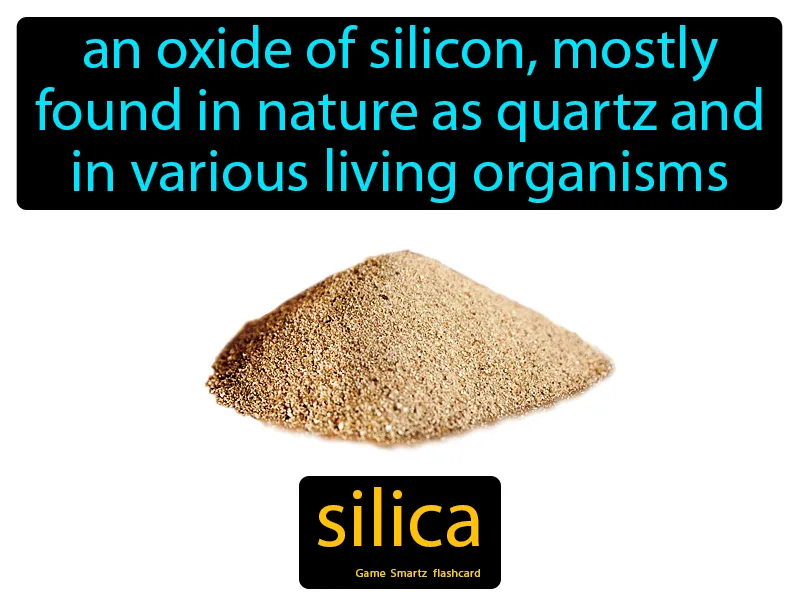 an oxide of silicon, mostly
found in nature as quartz and
in various living organisms
silica
Game Smartz flashcard